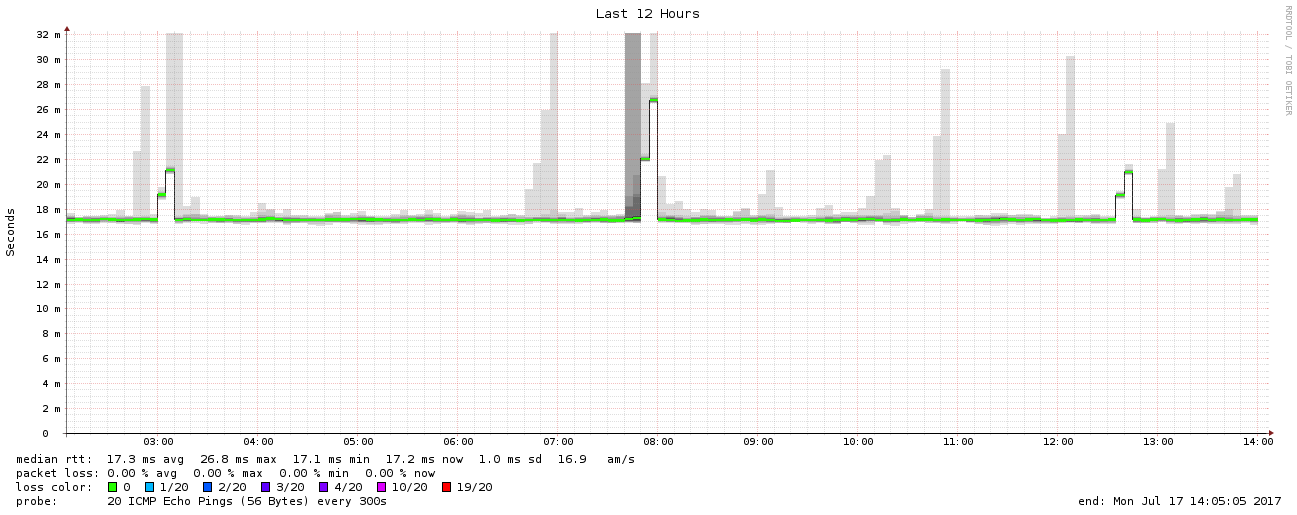 Last 12 Hours
RRDTOOL / TOBI OETIKER
Seconds
32 m
30 m
28 m
26 m
24 m
22 m
20 m
18 m
16 m
14 m
12 m
10 m
8 m
6 m
4 m
2 m
0
03:00 04:00 05:00 06:00 07:00 08:00 09:00 10:00 11:00 12:00 13:00 14:00
median rtt: 17.3 ms avg 26.8 ms max 17.1 ms min 17.2 ms now 1.0 ms sd 16.9 am/s
packet loss: 0.00 % avg 0.00 % max 0.00 % min 0.00 % now
loss color: 0 1/20 2/20 3/20 4/20 10/20 19/20
probe: 20 ICMP Echo Pings (56 Bytes) every 300s end: Mon Jul 17 14:05:05 2017